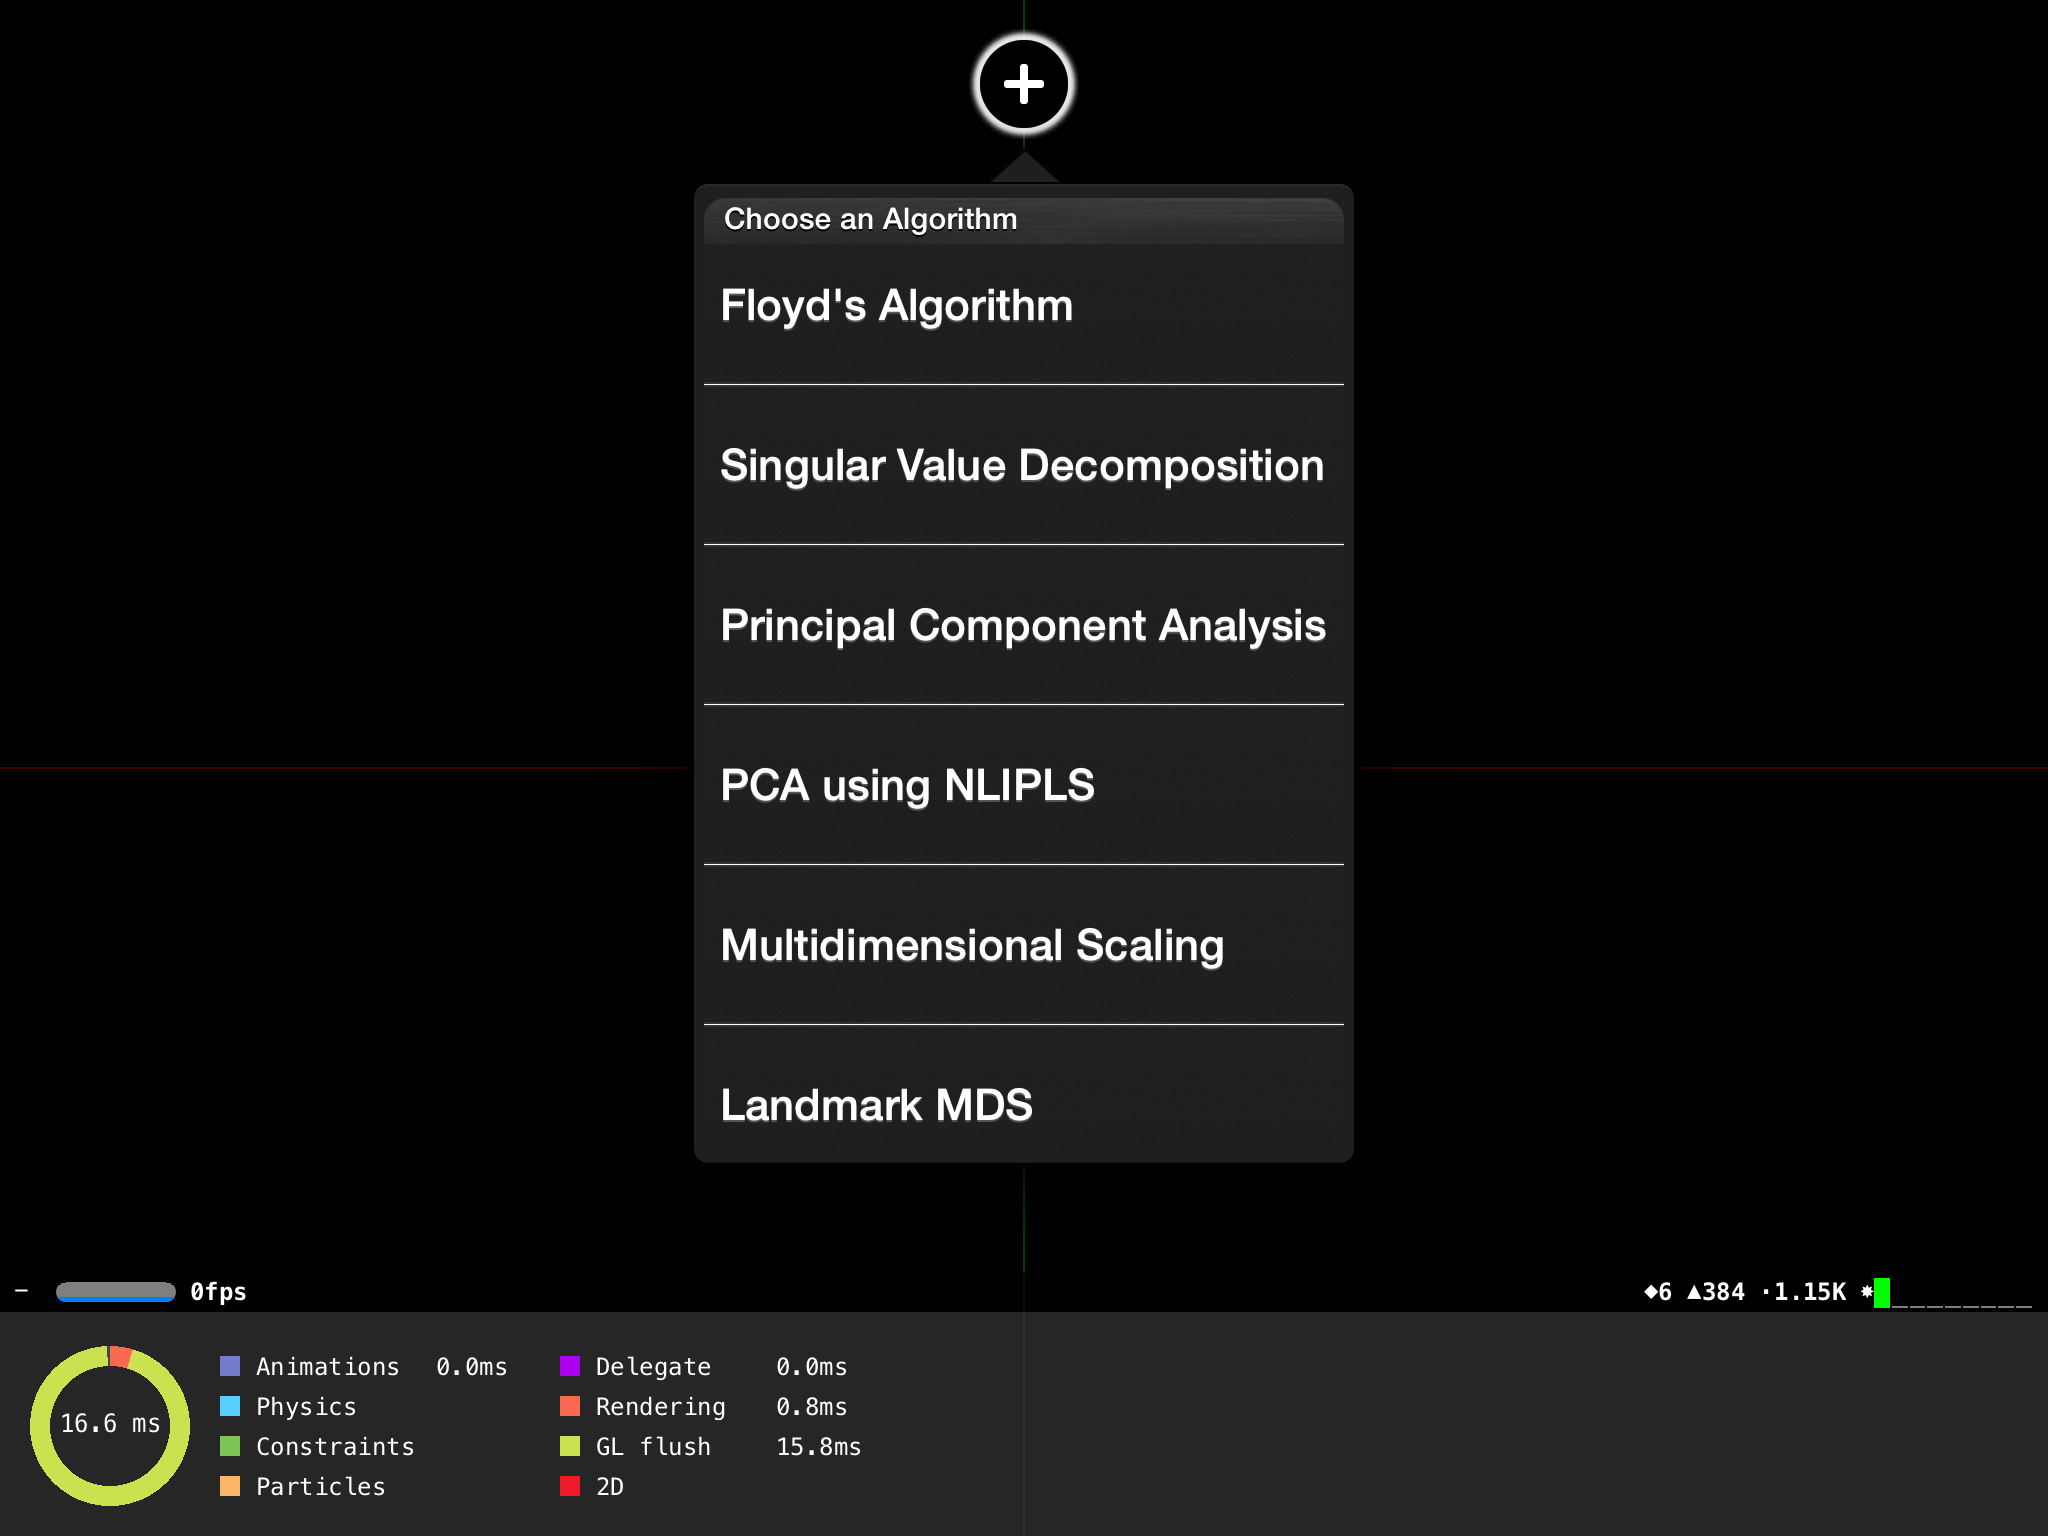 Choose an Algorithm
Floyd's Algorithm
Singular Value Decomposition
Principal Component Analysis
PCA using NLIPLS
Multidimensional Scaling
Landmark MDS
0fps
◆6 ▲384 ·1.15K
16.6 ms
Animations 0.0ms Delegate 0.0ms
Physics Rendering 0.8ms
Constraints GL flush 15.8ms
Particles 2D